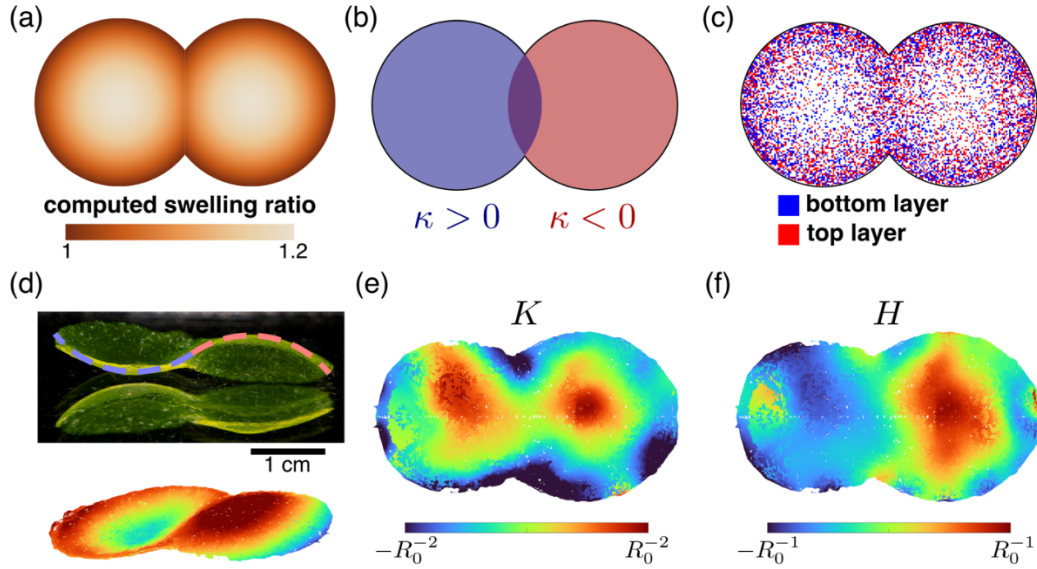 (a)
computed swelling ratio
1 1.2
(b)
κ > 0 κ < 0
(c)
bottom layer
top layer
(d)
1 cm
(e)
K
−R₀⁻² R₀⁻²
(f)
H
−R₀⁻¹ R₀⁻¹